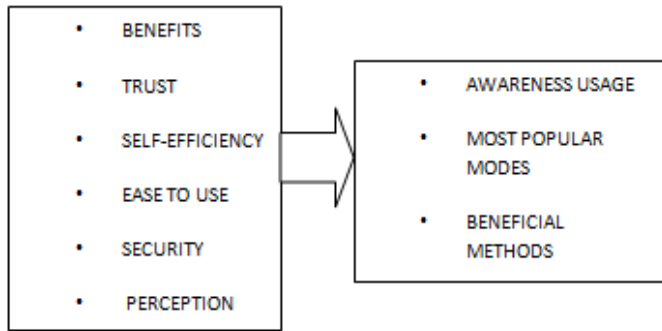 • BENEFITS
• TRUST
• SELF-EFFICIENCY
• EASE TO USE
• SECURITY
• PERCEPTION
• AWARENESS USAGE
• MOST POPULAR
MODES
• BENEFICIAL
METHODS